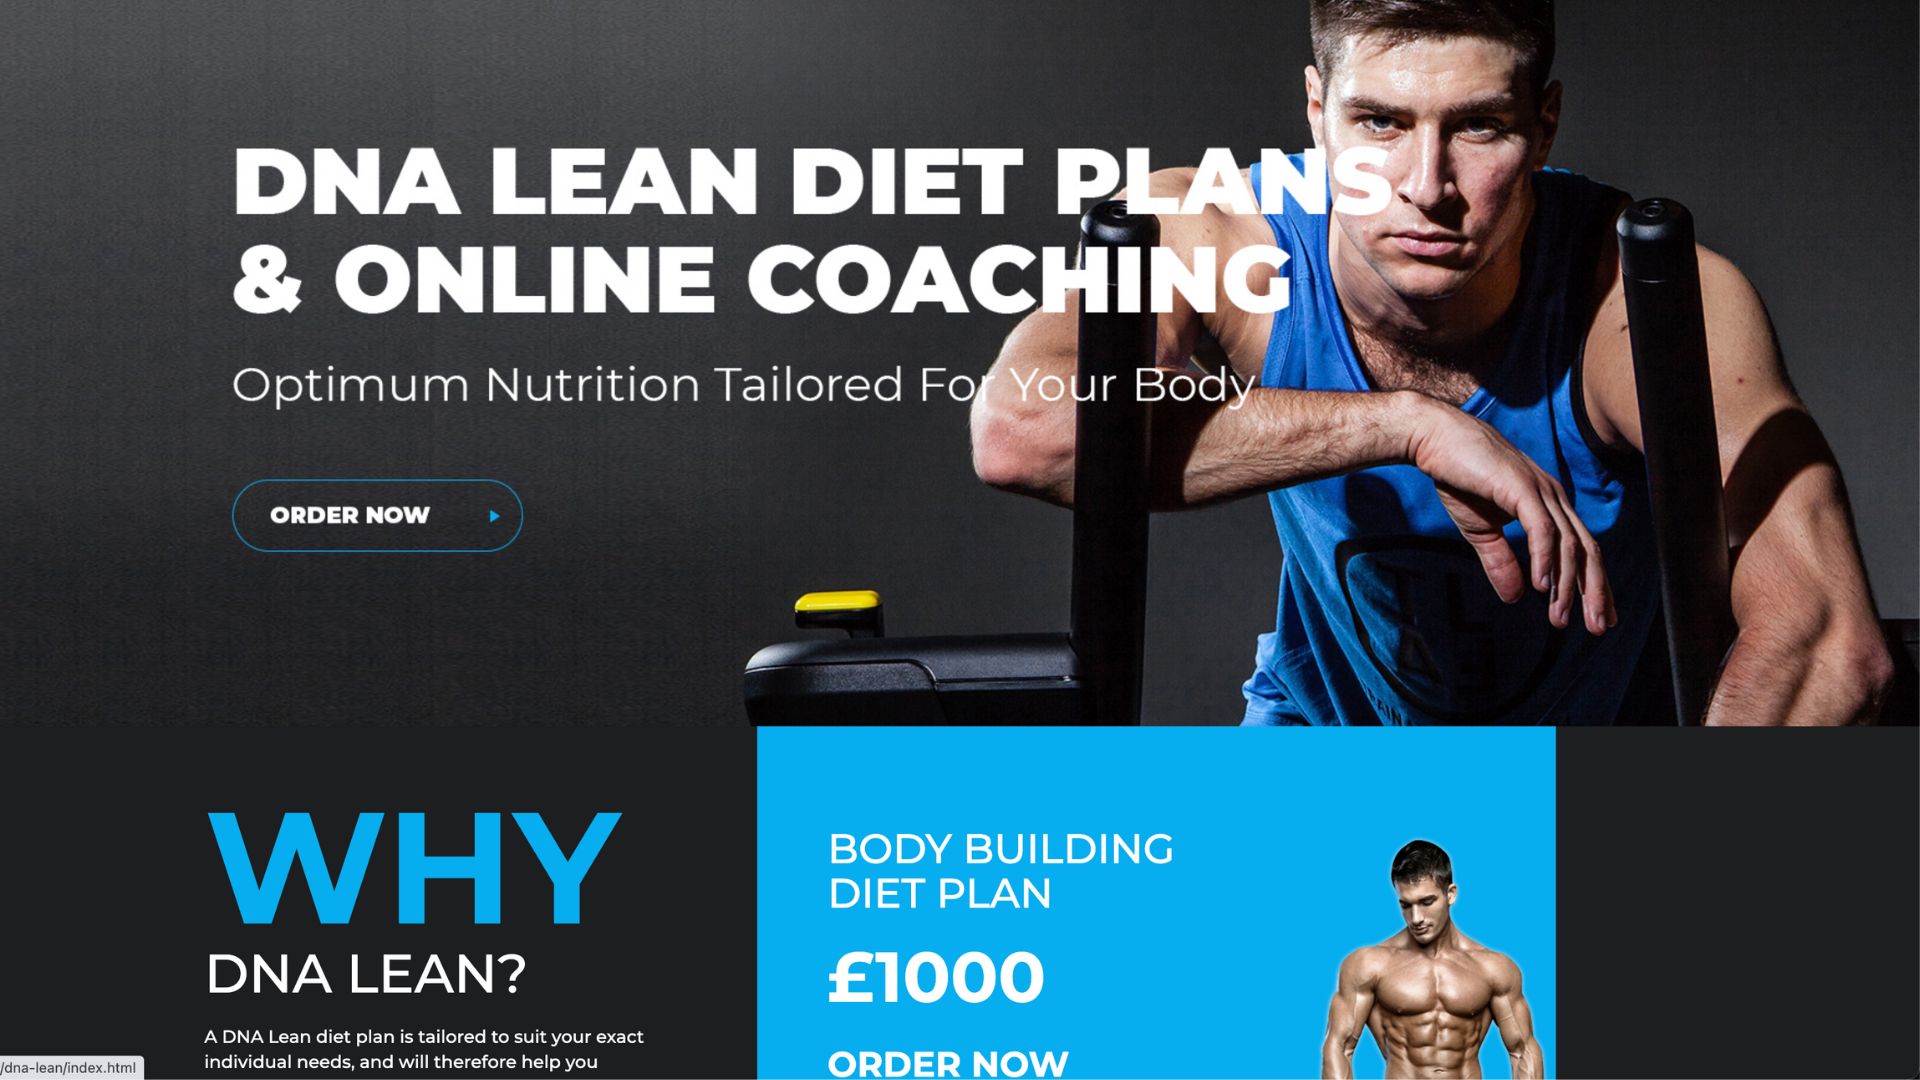 DNA LEAN DIET PLANS
& ONLINE COACHING
Optimum Nutrition Tailored For Your Body
ORDER NOW
WHY
DNA LEAN?
A DNA Lean diet plan is tailored to suit your exact
individual needs, and will therefore help you
BODY BUILDING
DIET PLAN
£1000
ORDER NOW
/dna-lean/index.html